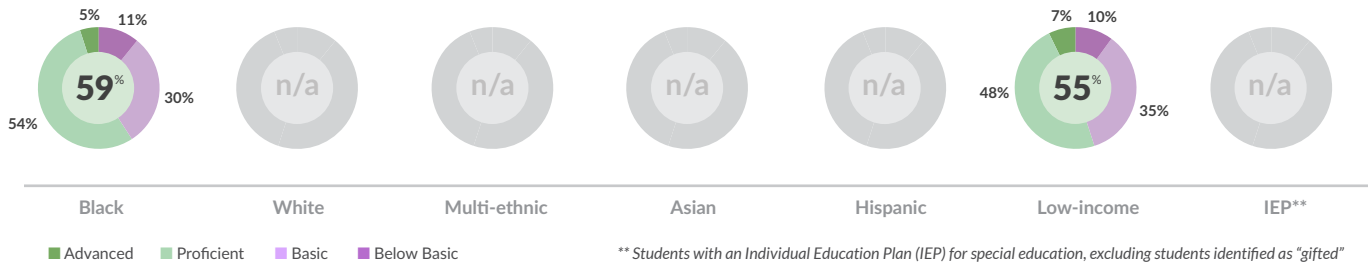 5% 11%
59%
30%
54%
n/a
n/a
n/a
n/a
7% 10%
55%
48%
35%
n/a
Black White Multi-ethnic Asian Hispanic Low-income IEP**
Advanced Proficient Basic Below Basic
** Students with an Individual Education Plan (IEP) for special education, excluding students identified as “gifted”